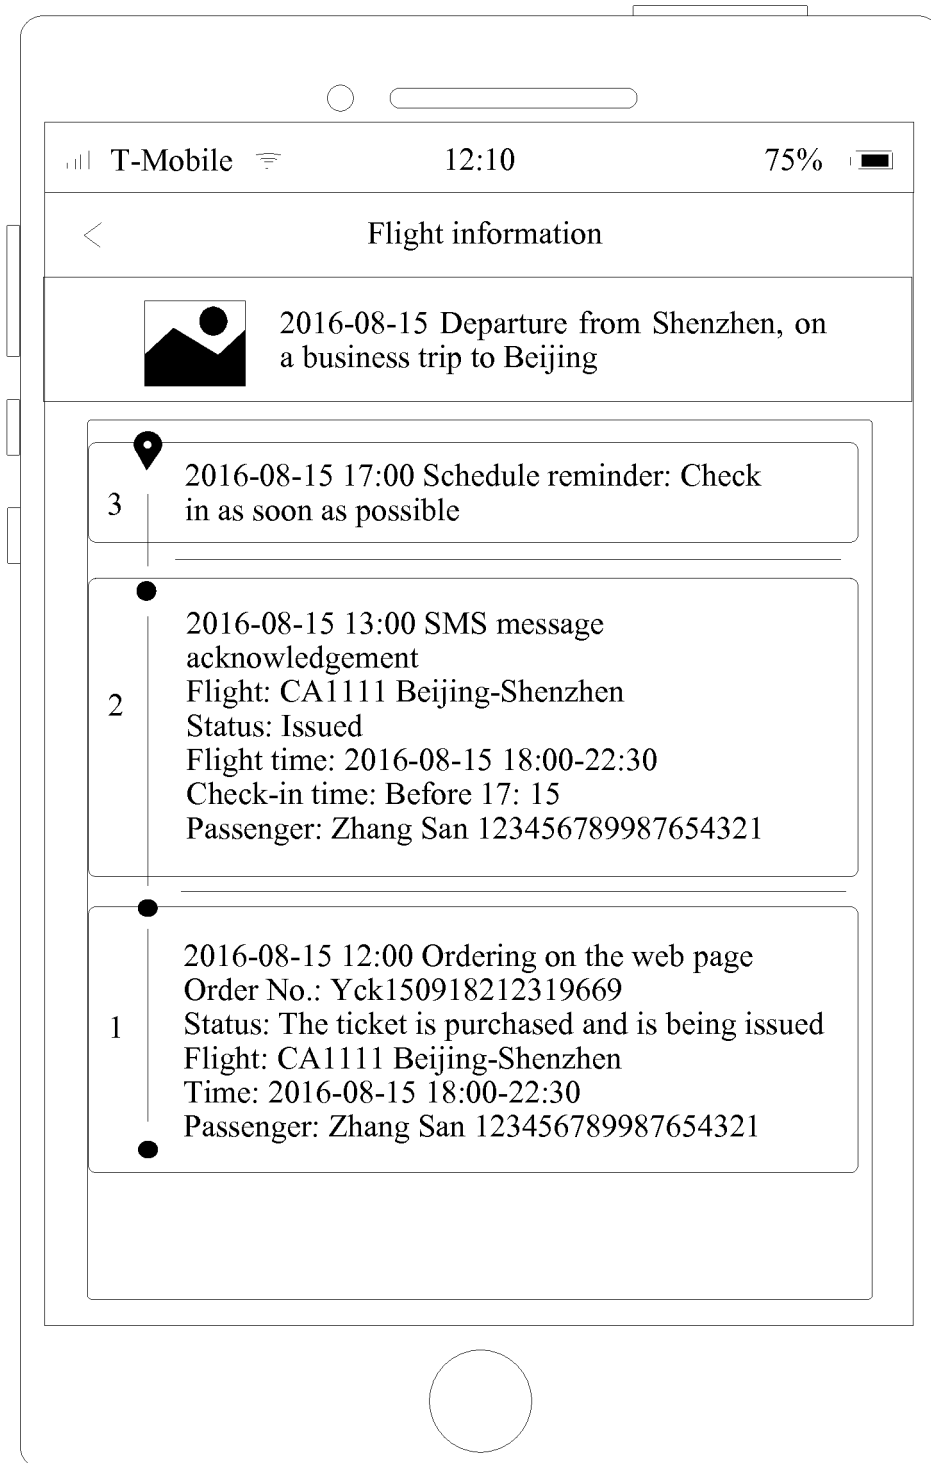 T-Mobile 12:10 75%
Flight information
2016-08-15 Departure from Shenzhen, on
a business trip to Beijing
3
2016-08-15 17:00 Schedule reminder: Check
in as soon as possible
2
2016-08-15 13:00 SMS message
acknowledgement
Flight: CA1111 Beijing-Shenzhen
Status: Issued
Flight time: 2016-08-15 18:00-22:30
Check-in time: Before 17: 15
Passenger: Zhang San 123456789987654321
1
2016-08-15 12:00 Ordering on the web page
Order No.: Yck150918212319669
Status: The ticket is purchased and is being issued
Flight: CA1111 Beijing-Shenzhen
Time: 2016-08-15 18:00-22:30
Passenger: Zhang San 123456789987654321